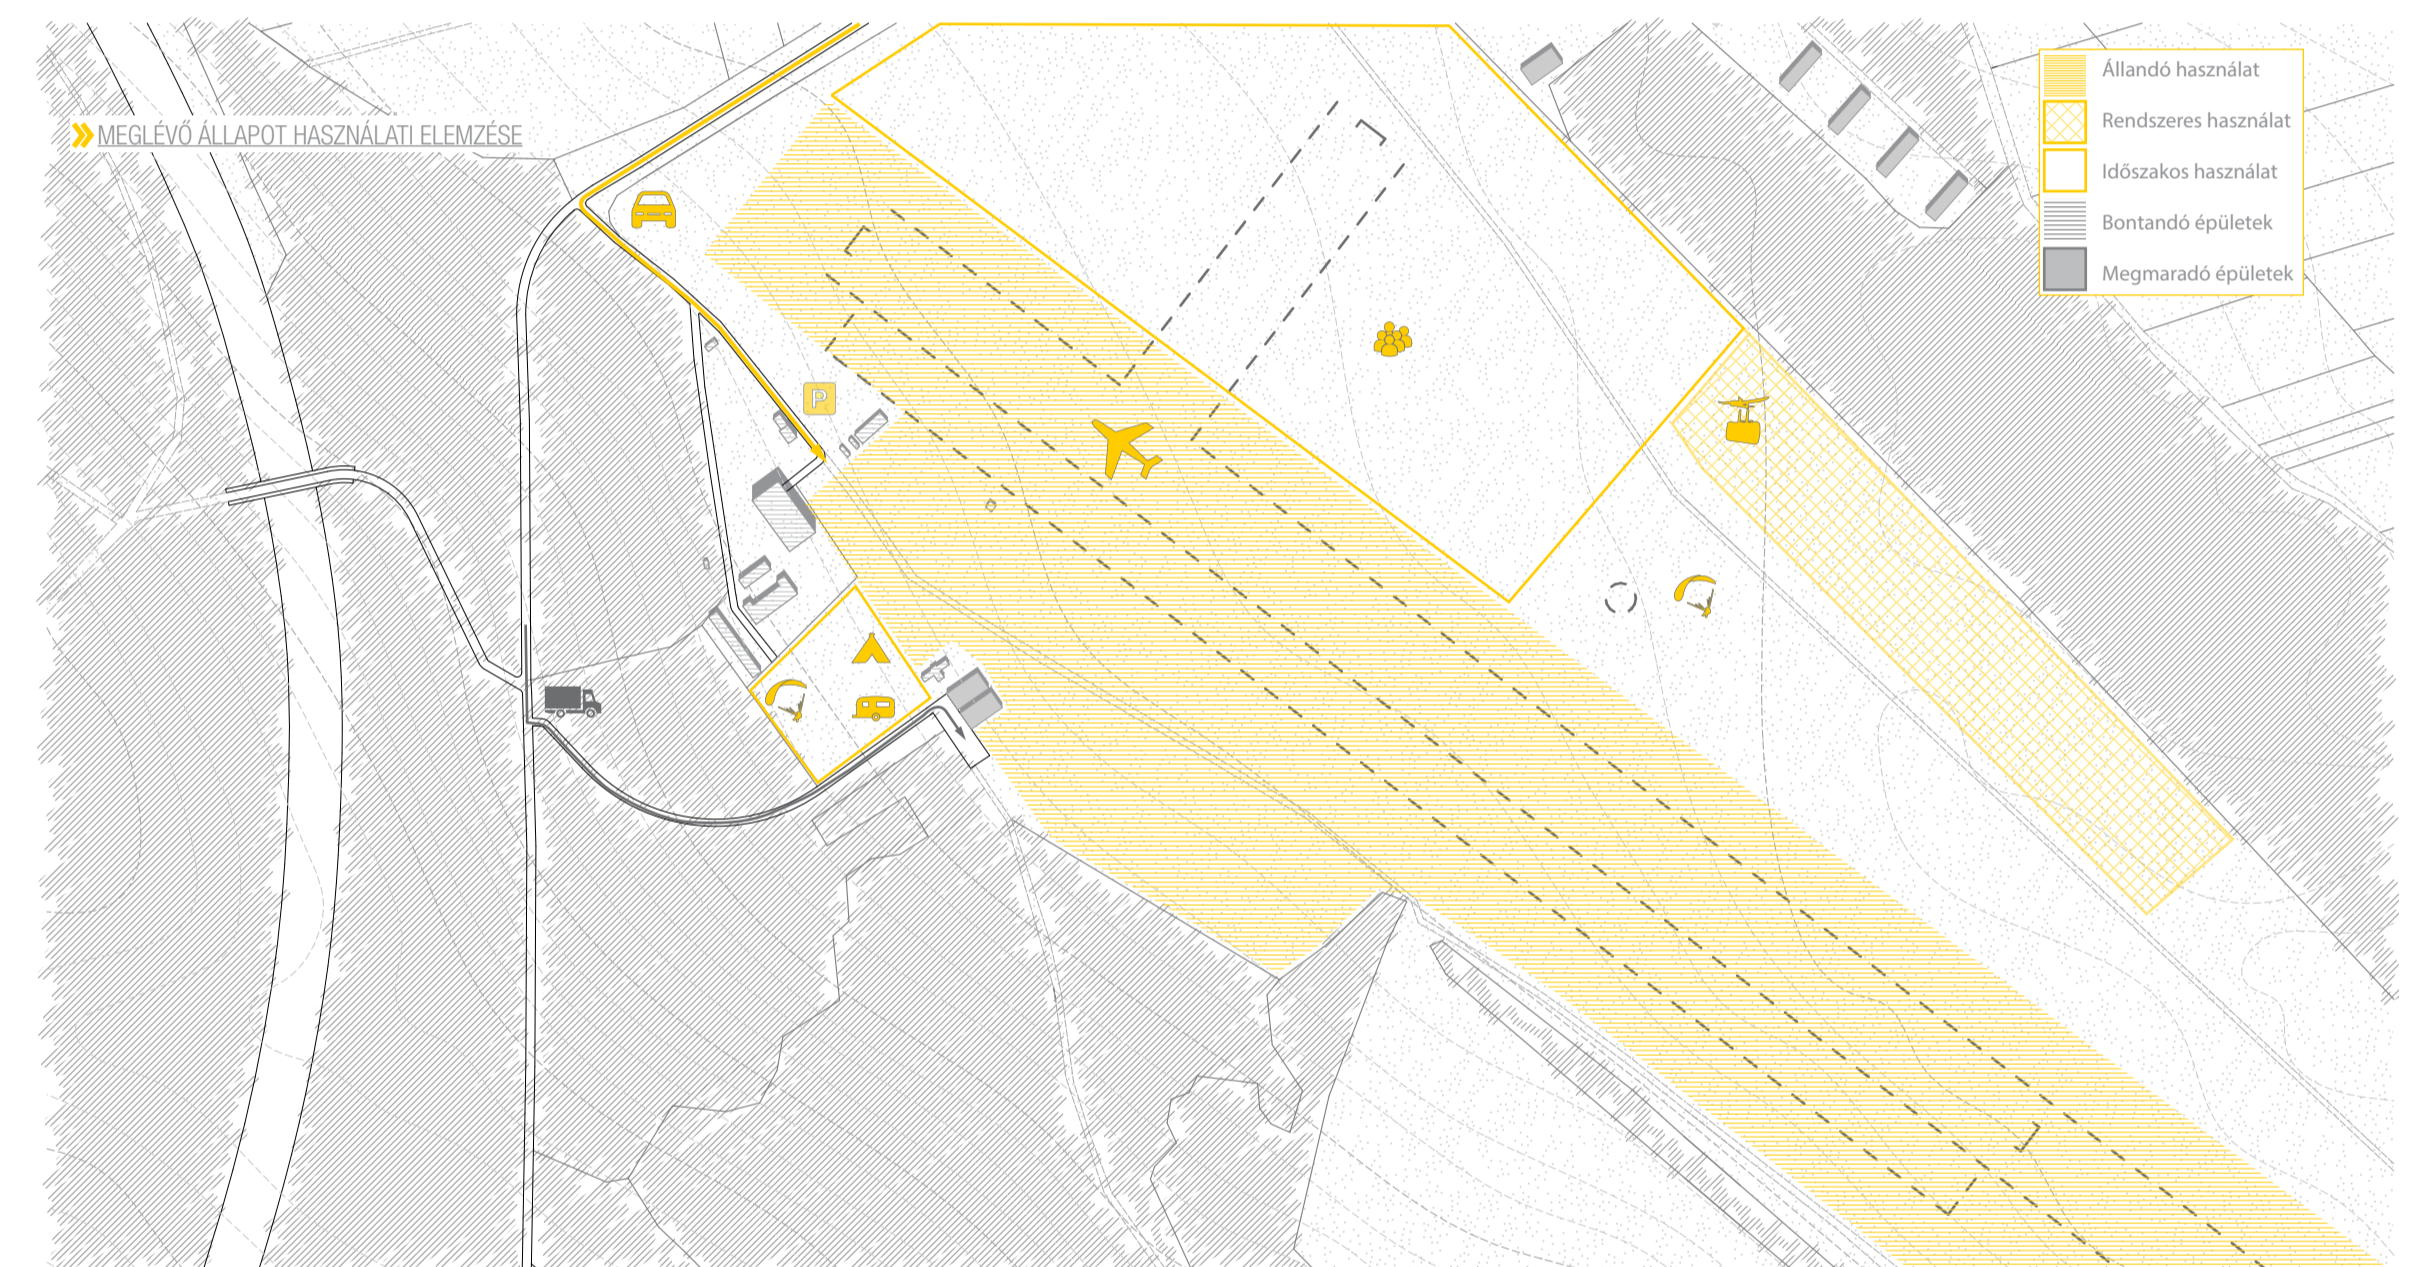 MEGLÉVŐ ÁLLAPOT HASZNÁLATI ELEMZÉSE
Állandó használat
Rendszeres használat
Időszakos használat
Bontandó épületek
Megmaradó épületek
P